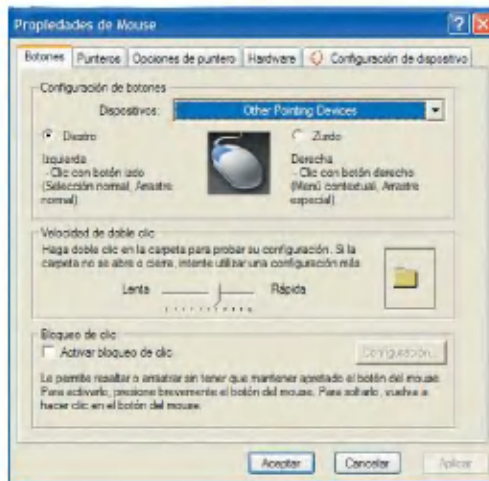 Propiedades de Mouse
Botones Punteros Opciones de puntero Hardware Configuración de dispositivo
Configuración de botones
Dispositivos: Other Pointing Devices
Diestro Zurdo
Izquierda Derecha
- Clic con botón izdo - Clic con botón derecho
(Selección normal, Arrastre (Menú contextual, Arrastre
normal) especial)
Velocidad de doble clic
Haga doble clic en la carpeta para probar su configuración. Si la
carpeta no se abre o cierra, intente utilizar una configuración más
Lenta Rápida
Bloqueo de clic
Activar bloqueo de clic Configuración...
Le permite resaltar o arrastrar sin tener que mantener apretado el botón del mouse.
Para activarlo, presione brevemente el botón del mouse. Para soltarlo, vuelva a
hacer clic en el botón del mouse.
Aceptar Cancelar Aplicar